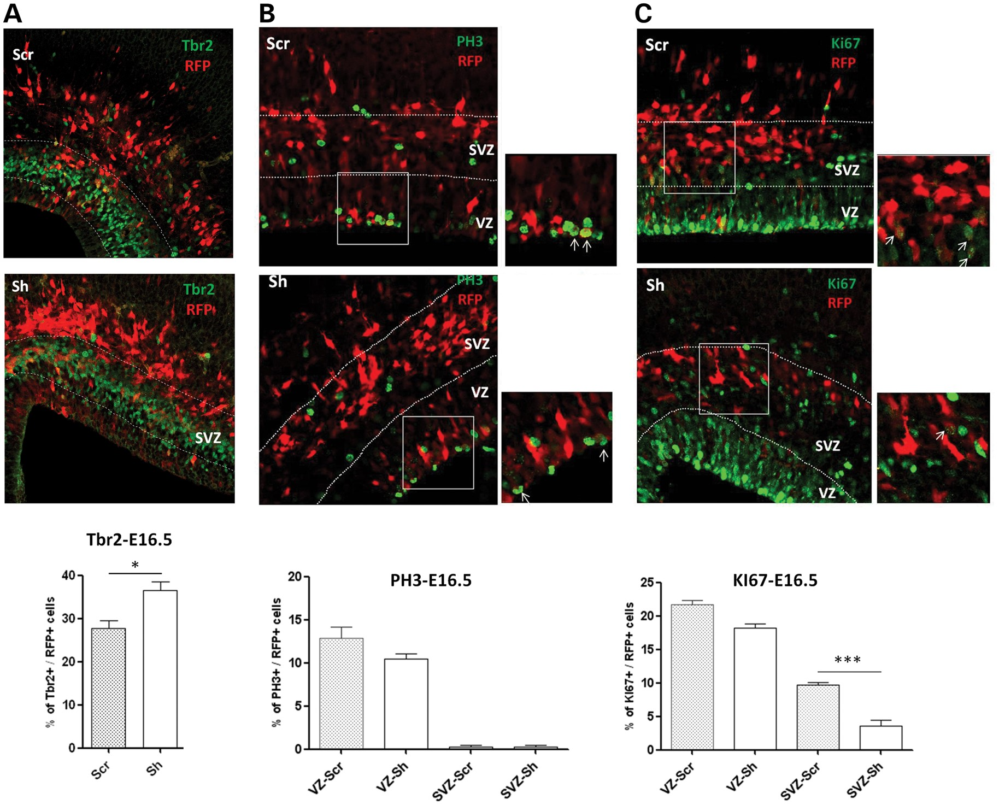 A
B
C
Scr
Tbr2
RFP
Scr
PH3
RFP
SVZ
VZ
Scr
Ki67
RFP
SVZ
VZ
Sh
Tbr2
RFP
SVZ
Sh
PH3
RFP
SVZ
VZ
Sh
Ki67
RFP
SVZ
VZ
Tbr2-E16.5
*
40
30
20
10
0
% of Tbr2+ / RFP+ cells
Scr
Sh
PH3-E16.5
20
15
10
5
0
% of PH3+ / RFP+ cells
VZ-Scr
VZ-Sh
SVZ-Scr
SVZ-Sh
KI67-E16.5
***
25
20
15
10
5
0
% of KI67+ / RFP+ cells
VZ-Scr
VZ-Sh
SVZ-Scr
SVZ-Sh